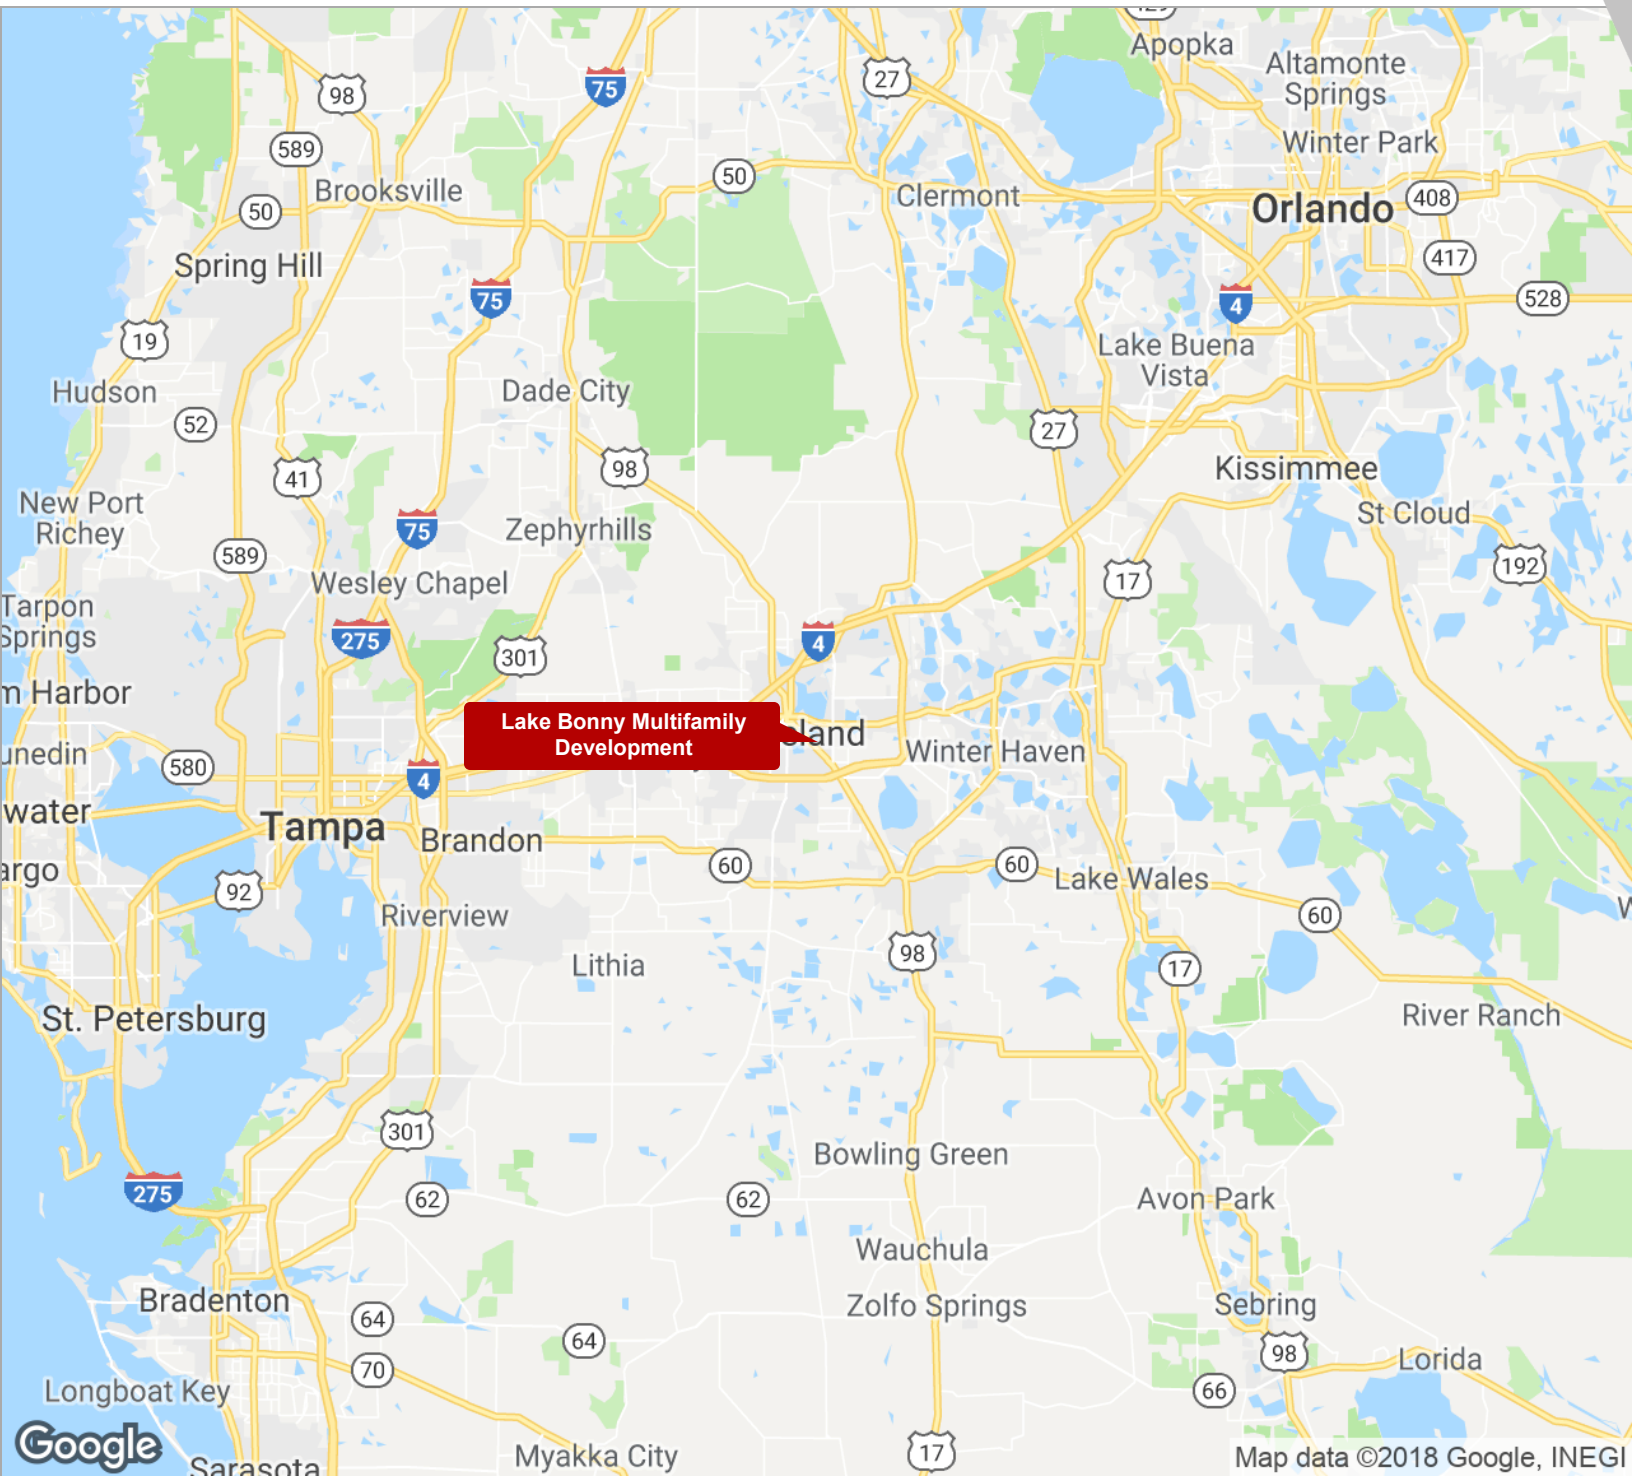 429
Apopka
Altamonte
Springs
27
75
98
Winter Park
589
50
Brooksville
Clermont
408
50
Orlando
417
Spring Hill
75
4
528
19
Lake Buena
Vista
Hudson
Dade City
52
27
98
Kissimmee
41
New Port
Richey
St Cloud
75
Zephyrhills
589
192
Wesley Chapel
17
Tarpon
Springs
275
4
301
m Harbor
Lake Bonny Multifamily
Development
eland
Winter Haven
unedin
580
4
water
Tampa
Brandon
60
60
argo
Lake Wales
92
Riverview
60
W
98
Lithia
17
St. Petersburg
River Ranch
301
Bowling Green
275
62
62
Avon Park
Wauchula
Bradenton
Zolfo Springs
Sebring
64
64
98
70
Lorida
Longboat Key
66
Google
Myakka City
17
Map data ©2018 Google, INEGI
Sarasota